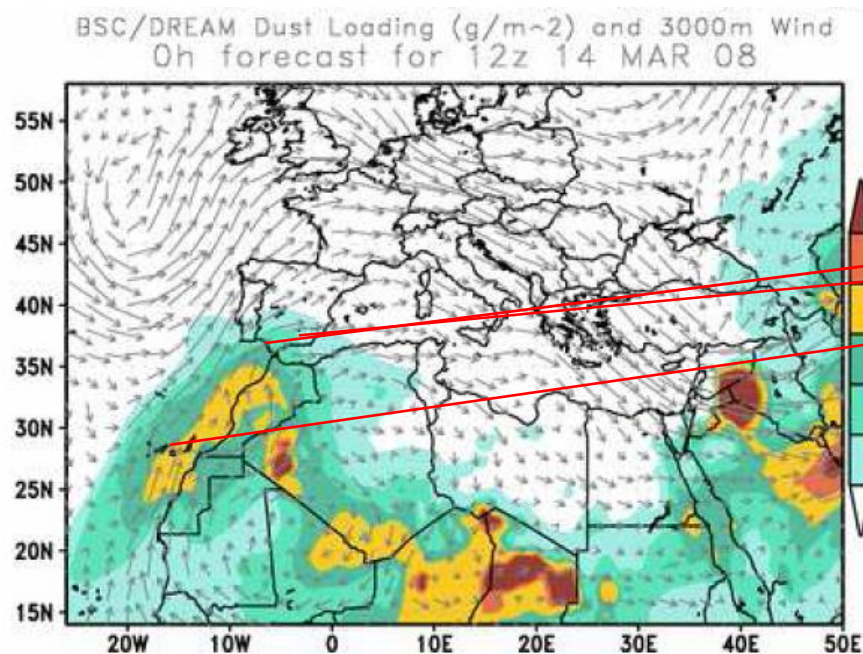 BSC/DREAM Dust Loading (g/m^2) and 3000m Wind
0h forecast for 12z 14 MAR 08
55N
50N
45N
40N
35N
30N
25N
20N
15N
20W 10W 0 10E 20E 30E 40E 50E